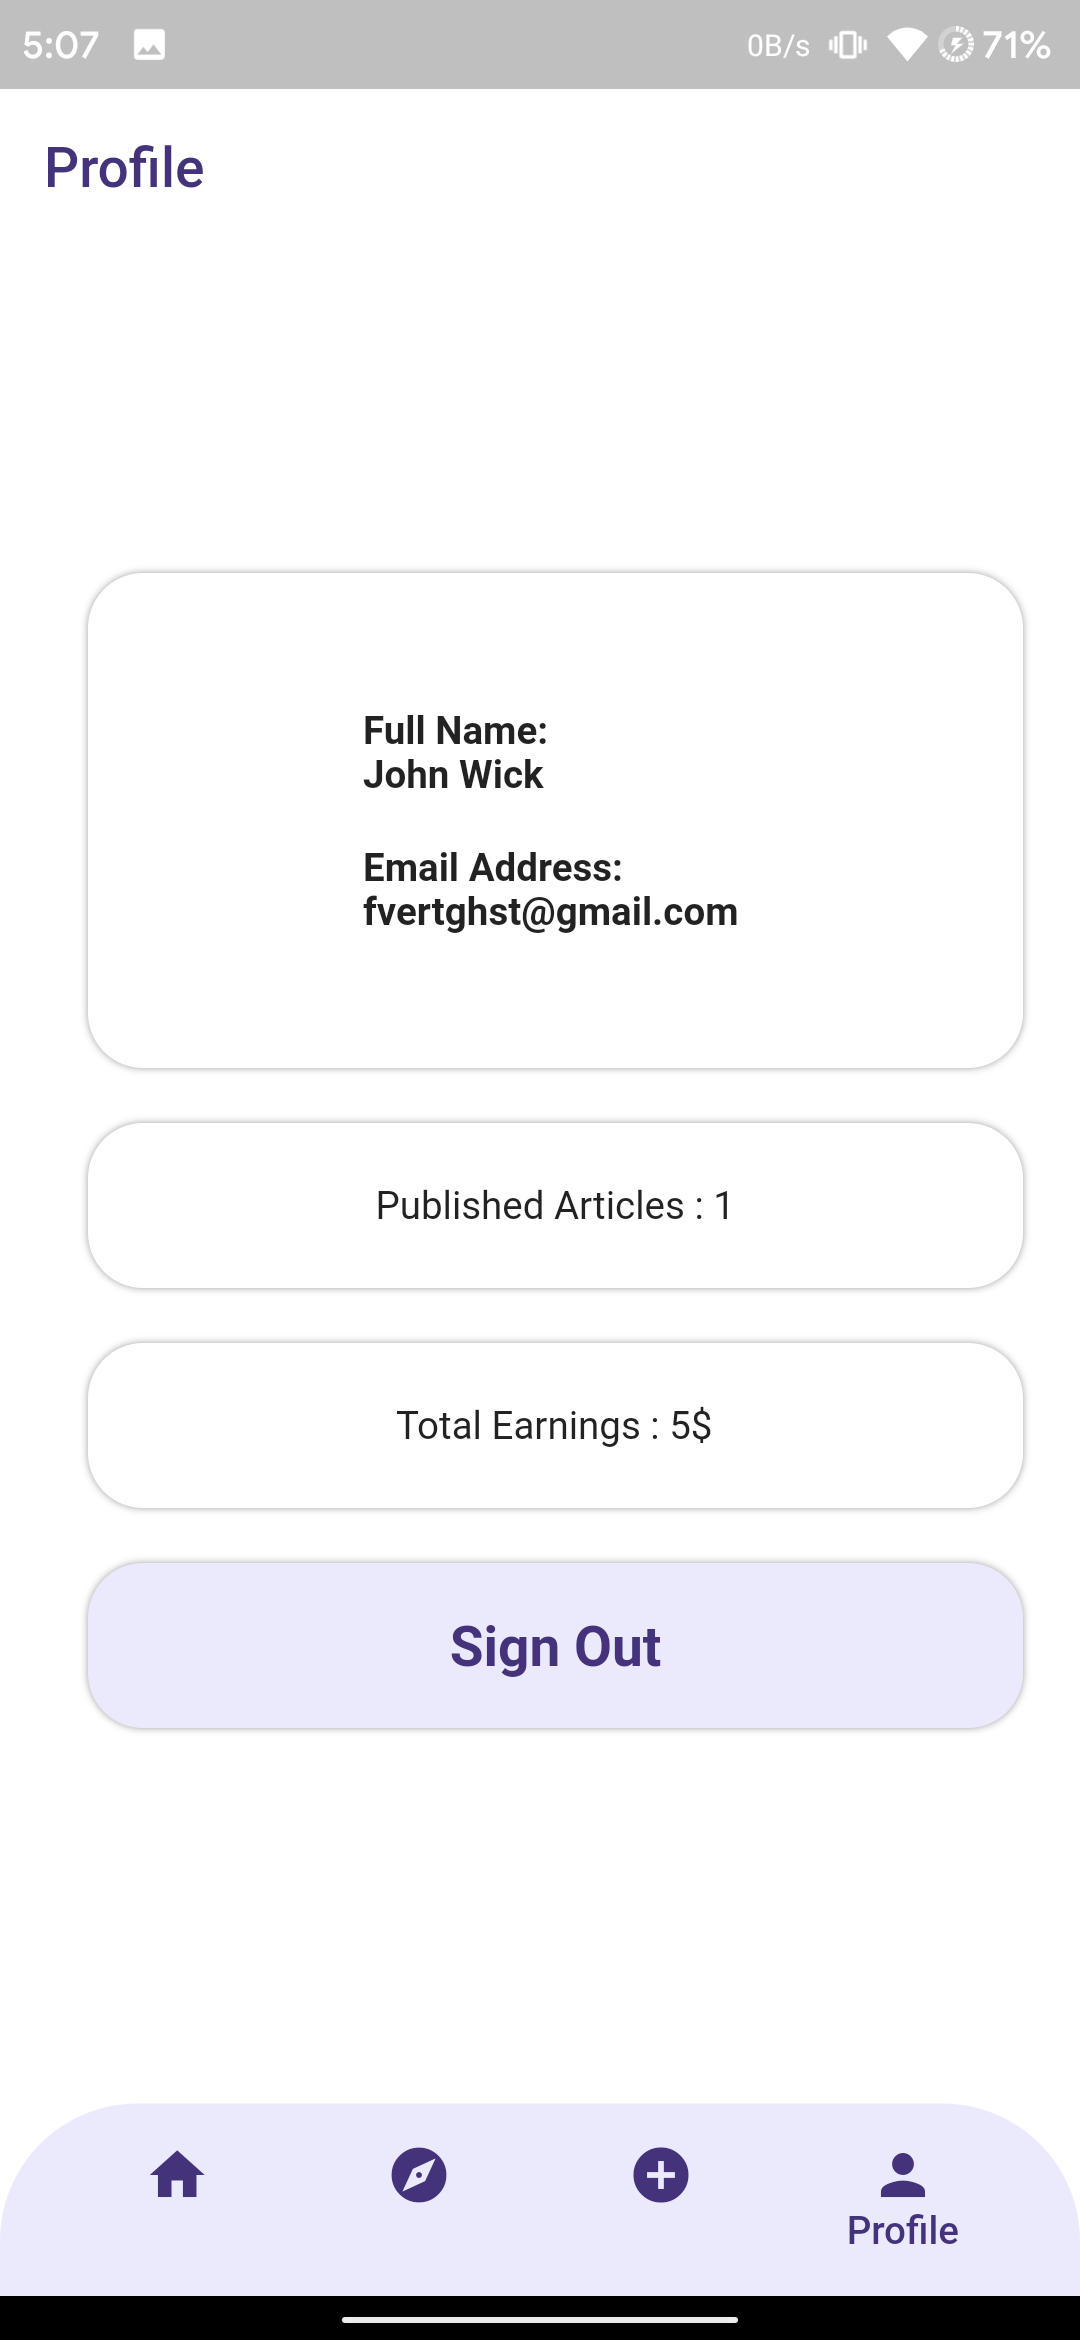 5:07 0B/s 71%
Profile
Full Name:
John Wick
Email Address:
fvertghst@gmail.com
Published Articles : 1
Total Earnings : 5$
Sign Out
Profile